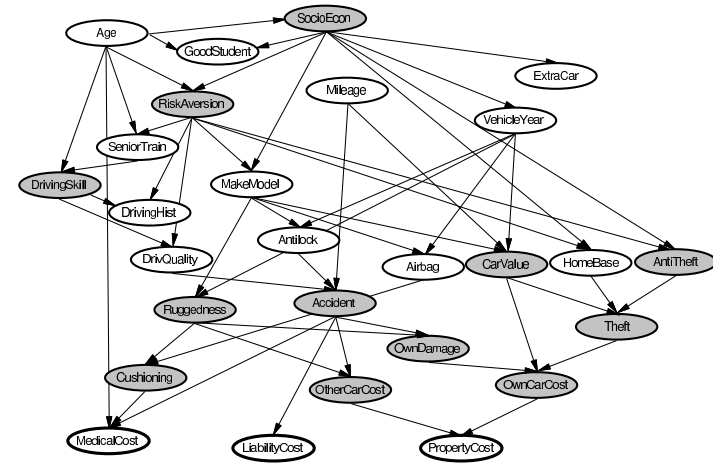 SocioEcon
Age
GoodStudent
ExtraCar
Mileage
RiskAversion
VehicleYear
SeniorTrain
DrivingSkill
MakeModel
DrivingHist
Antilock
DrivQuality
Airbag
CarValue
HomeBase
AntiTheft
Ruggedness
Accident
Theft
OwnDamage
Cushioning
OtherCarCost
OwnCarCost
MedicalCost
LiabilityCost
PropertyCost